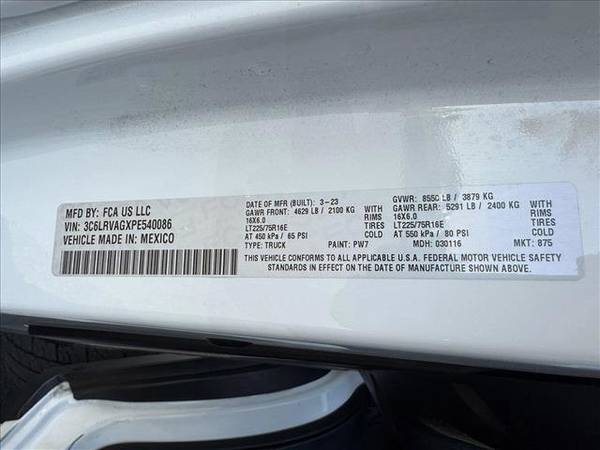 MFD BY: FCA US LLC
VIN: 3C6LRVAGXPE540086
VEHICLE MADE IN: MEXICO
DATE OF MFR (BUILT): 3-23
GAWR FRONT: 4629 LB / 2100 KG
16X6.0 RIMS
LT225/75R16E TIRES
AT 450 kPa / 65 PSI COLD
TYPE: TRUCK PAINT: PW7
GVWR: 8550 LB / 3879 KG
GAWR REAR: 5291 LB / 2400 KG
16X6.0 RIMS
LT225/75R16E TIRES
AT 550 kPa / 80 PSI COLD
MDH: 030116 MKT: 875
THIS VEHICLE CONFORMS TO ALL APPLICABLE U.S.A. FEDERAL MOTOR VEHICLE SAFETY
STANDARDS IN EFFECT ON THE DATE OF MANUFACTURE SHOWN ABOVE.